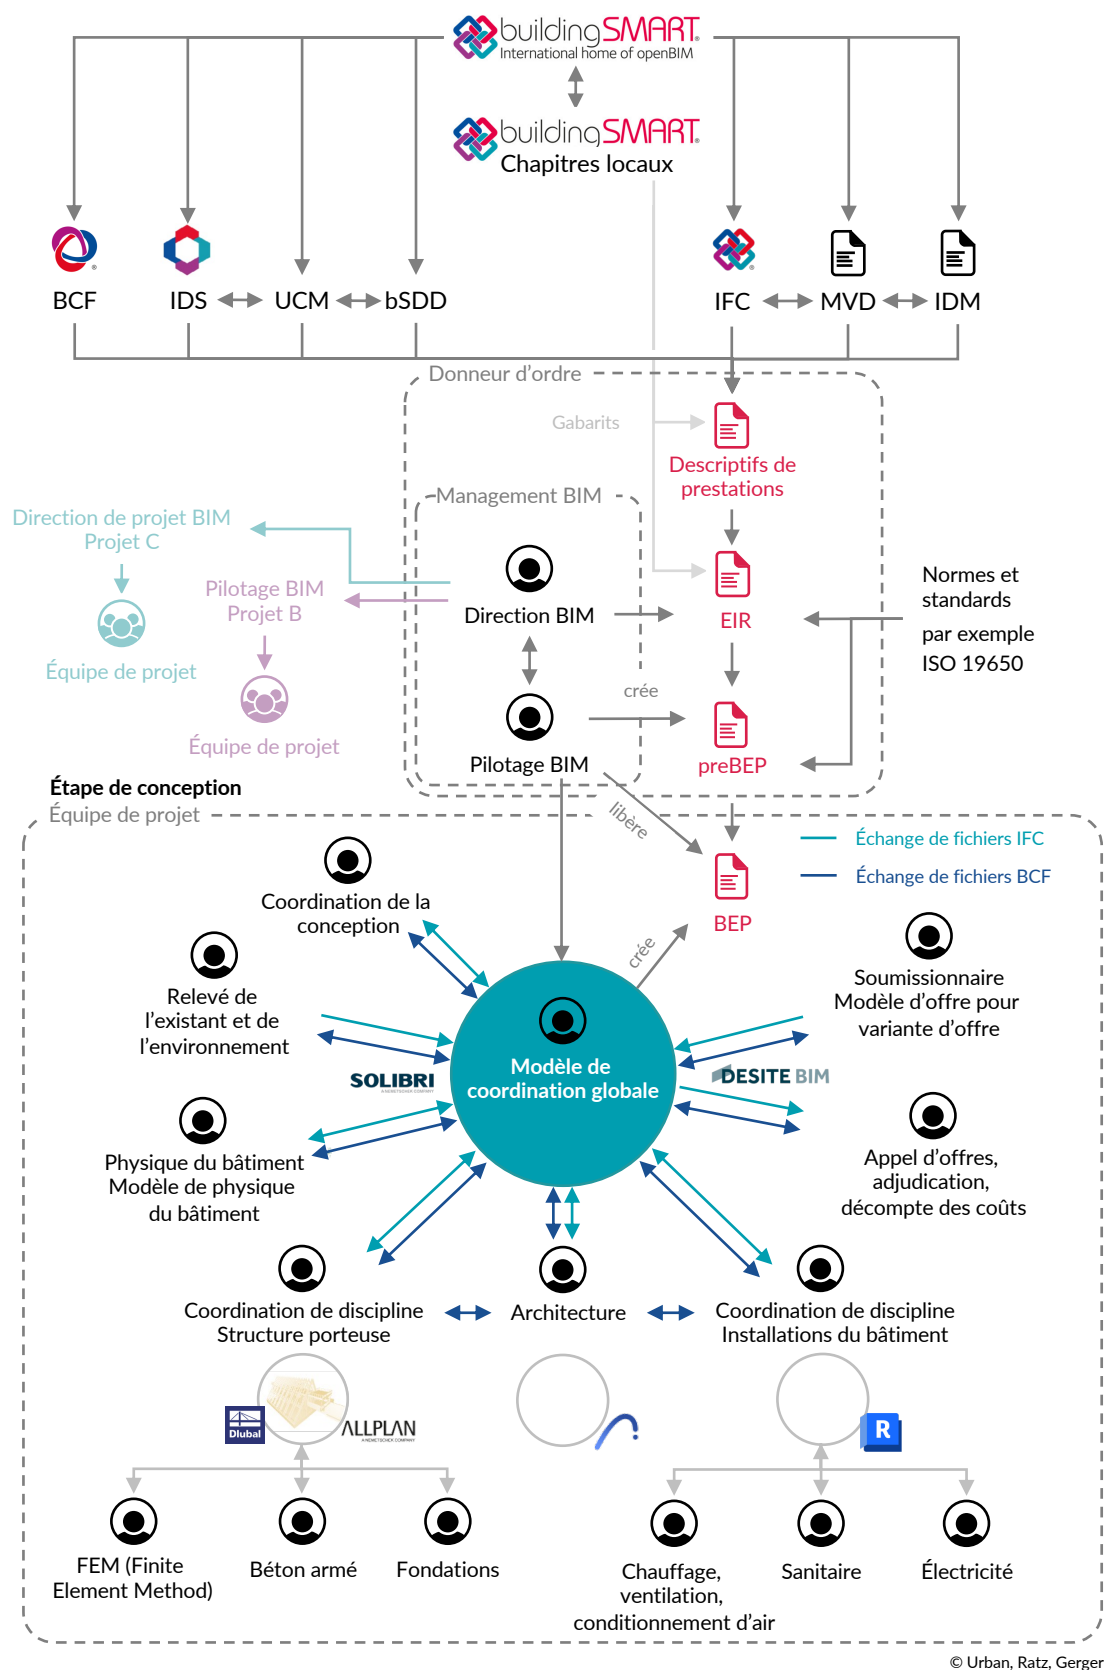 buildingSMART®
International home of openBIM
buildingSMART®
Chapitres locaux
BCF
IDS
UCM
bSDD
IFC
MVD
IDM
Donneur d'ordre
Gabarits
Descriptifs de
prestations
Management BIM
Direction de projet BIM
Projet C
Équipe de projet
Pilotage BIM
Projet B
Équipe de projet
Direction BIM
EIR
Normes et
standards
par exemple
ISO 19650
crée
Pilotage BIM
preBEP
Étape de conception
Équipe de projet
libère
Échange de fichiers IFC
Échange de fichiers BCF
BEP
crée
Coordination de la
conception
Relevé de
l'existant et de
l'environnement
Soumissionnaire
Modèle d'offre pour
variante d'offre
Modèle de
coordination globale
SOLIBRI
A NEMETSCHEK COMPANY
DESITE BIM
Physique du bâtiment
Modèle de physique
du bâtiment
Appel d'offres,
adjudication,
décompte des coûts
Coordination de discipline
Structure porteuse
Architecture
Coordination de discipline
Installations du bâtiment
Dlubal
ALLPLAN
A NEMETSCHEK COMPANY
R
FEM (Finite
Element Method)
Béton armé
Fondations
Chauffage,
ventilation,
conditionnement d'air
Sanitaire
Électricité
© Urban, Ratz, Gerger